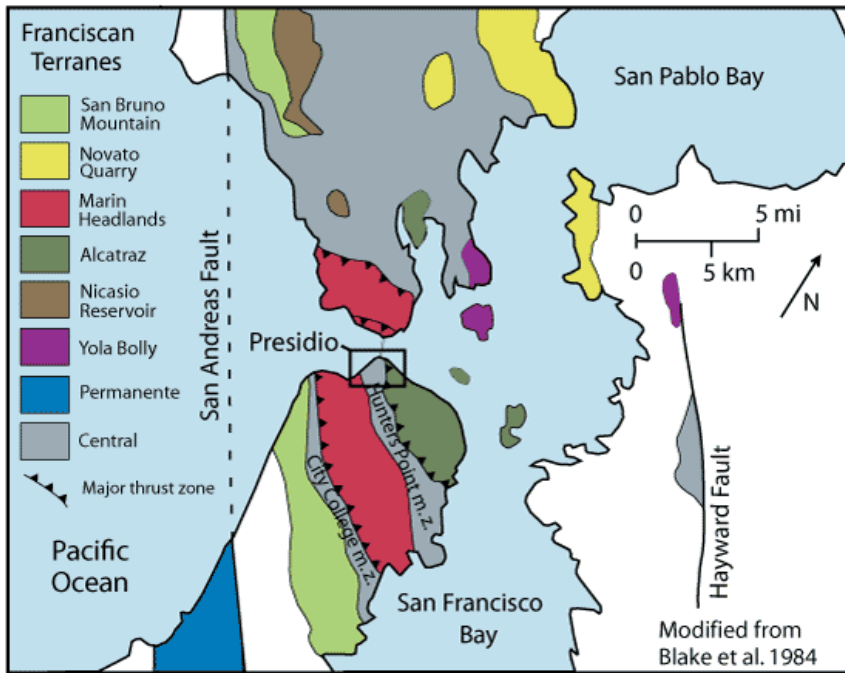 Franciscan
Terranes
San Bruno
Mountain
Novato
Quarry
Marin
Headlands
Alcatraz
Nicasio
Reservoir
Yola Bolly
Permanente
Central
Major thrust zone
San Andreas Fault
Pacific
Ocean
Presidio
City College m.z.
Hunters Point m.z.
San Francisco
Bay
San Pablo Bay
0
5 mi
0
5 km
N
Hayward Fault
Modified from
Blake et al. 1984